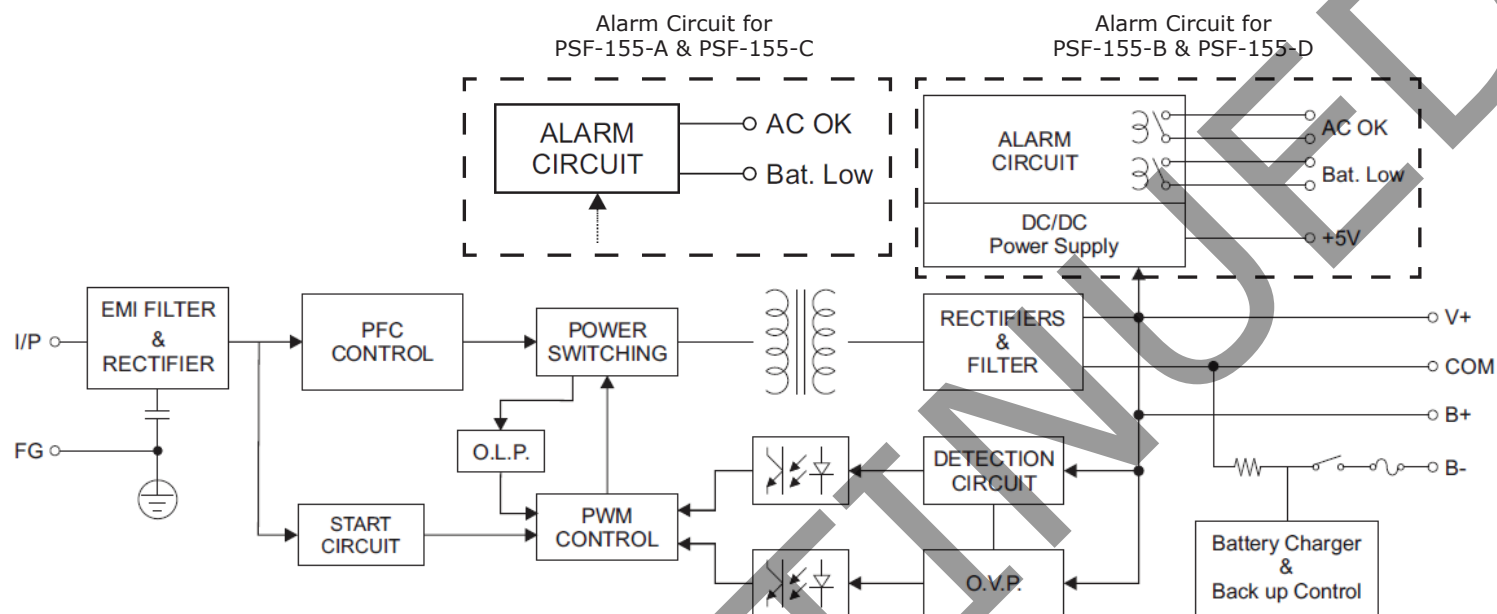 Alarm Circuit for
PSF-155-A & PSF-155-C
Alarm Circuit for
PSF-155-B & PSF-155-D
ALARM
CIRCUIT
AC OK
Bat. Low
ALARM
CIRCUIT
AC OK
Bat. Low
DC/DC
Power Supply
+5V
I/P
EMI FILTER
&
RECTIFIER
PFC
CONTROL
POWER
SWITCHING
RECTIFIERS
&
FILTER
V+
COM
B+
B-
FG
O.L.P.
DETECTION
CIRCUIT
START
CIRCUIT
PWM
CONTROL
O.V.P.
Battery Charger
&
Back up Control
TINUED